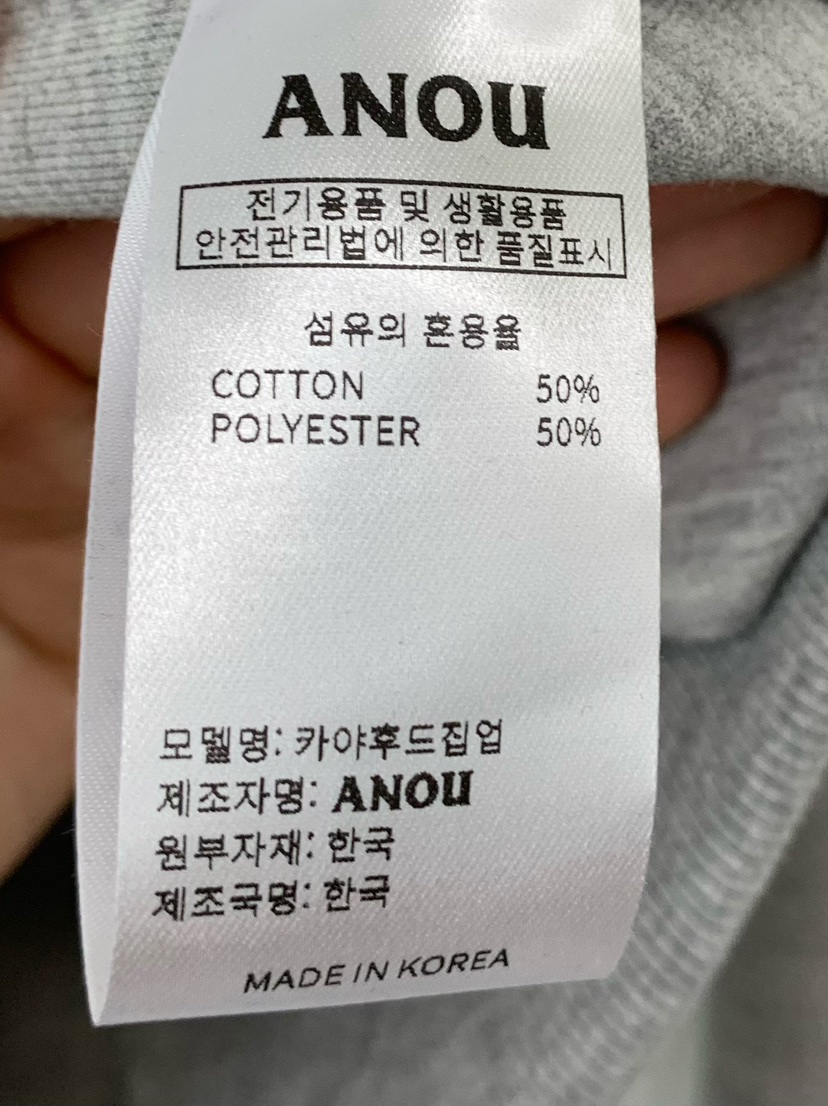 ANOU
전기용품 및 생활용품
안전관리법에 의한 품질표시
섬유의 혼용율
COTTON 50%
POLYESTER 50%
모델명: 카야후드집업
제조자명: ANOU
원부자재: 한국
제조국명: 한국
MADE IN KOREA